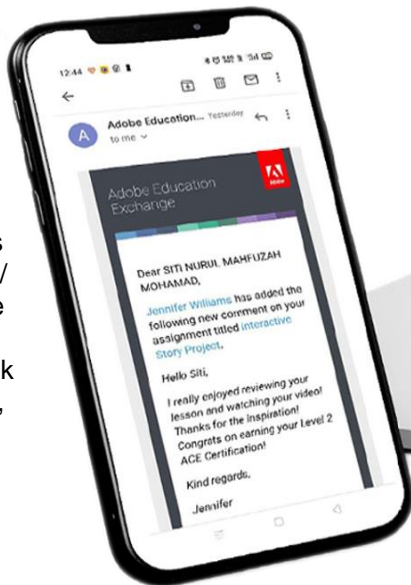 12:44
A
Adobe Education... Yesterday
to me
Adobe Education
Exchange
Adobe
Dear SITI NURUL MAHFUZAH
MOHAMAD,
Jennifer Williams has added the
following new comment on your
assignment titled interactive
Story Project.
Hello Siti,
I really enjoyed reviewing your
lesson and watching your video!
Thanks for the inspiration!
Congrats on earning your Level 2
ACE Certification!
Kind regards,
Jennifer
s
/
e
k
,